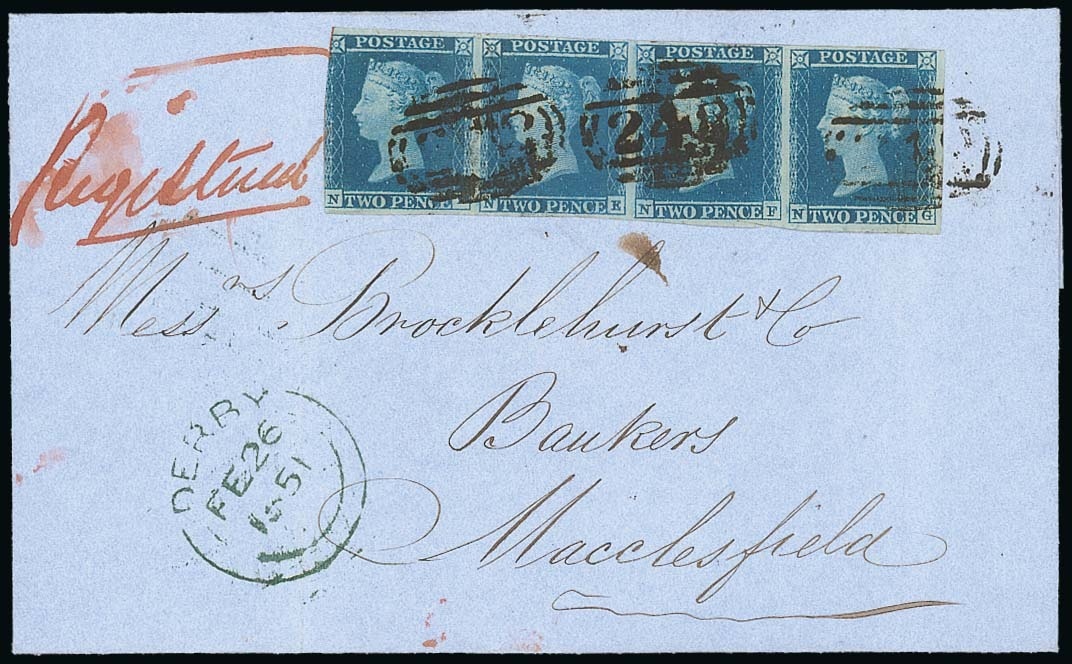 POSTAGE POSTAGE POSTAGE POSTAGE
Registered
24
N TWO PENCE N TWO PENCE E N TWO PENCE F N TWO PENCE G
Messrs. Brocklehurst & Co
Bankers
Macclesfield
DERBY
FE 26
1851